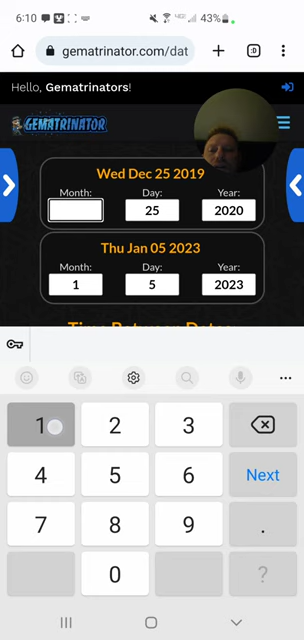 6:10
43%
gematrinator.com/dat
Hello, Gematrinators!
GEMATRINATOR
Wed Dec 25 2019
Month: Day: Year:
25 2020
Thu Jan 05 2023
Month: Day: Year:
1 5 2023
Time Between Dates:
1 2 3
4 5 6 Next
7 8 9 .
0 ?